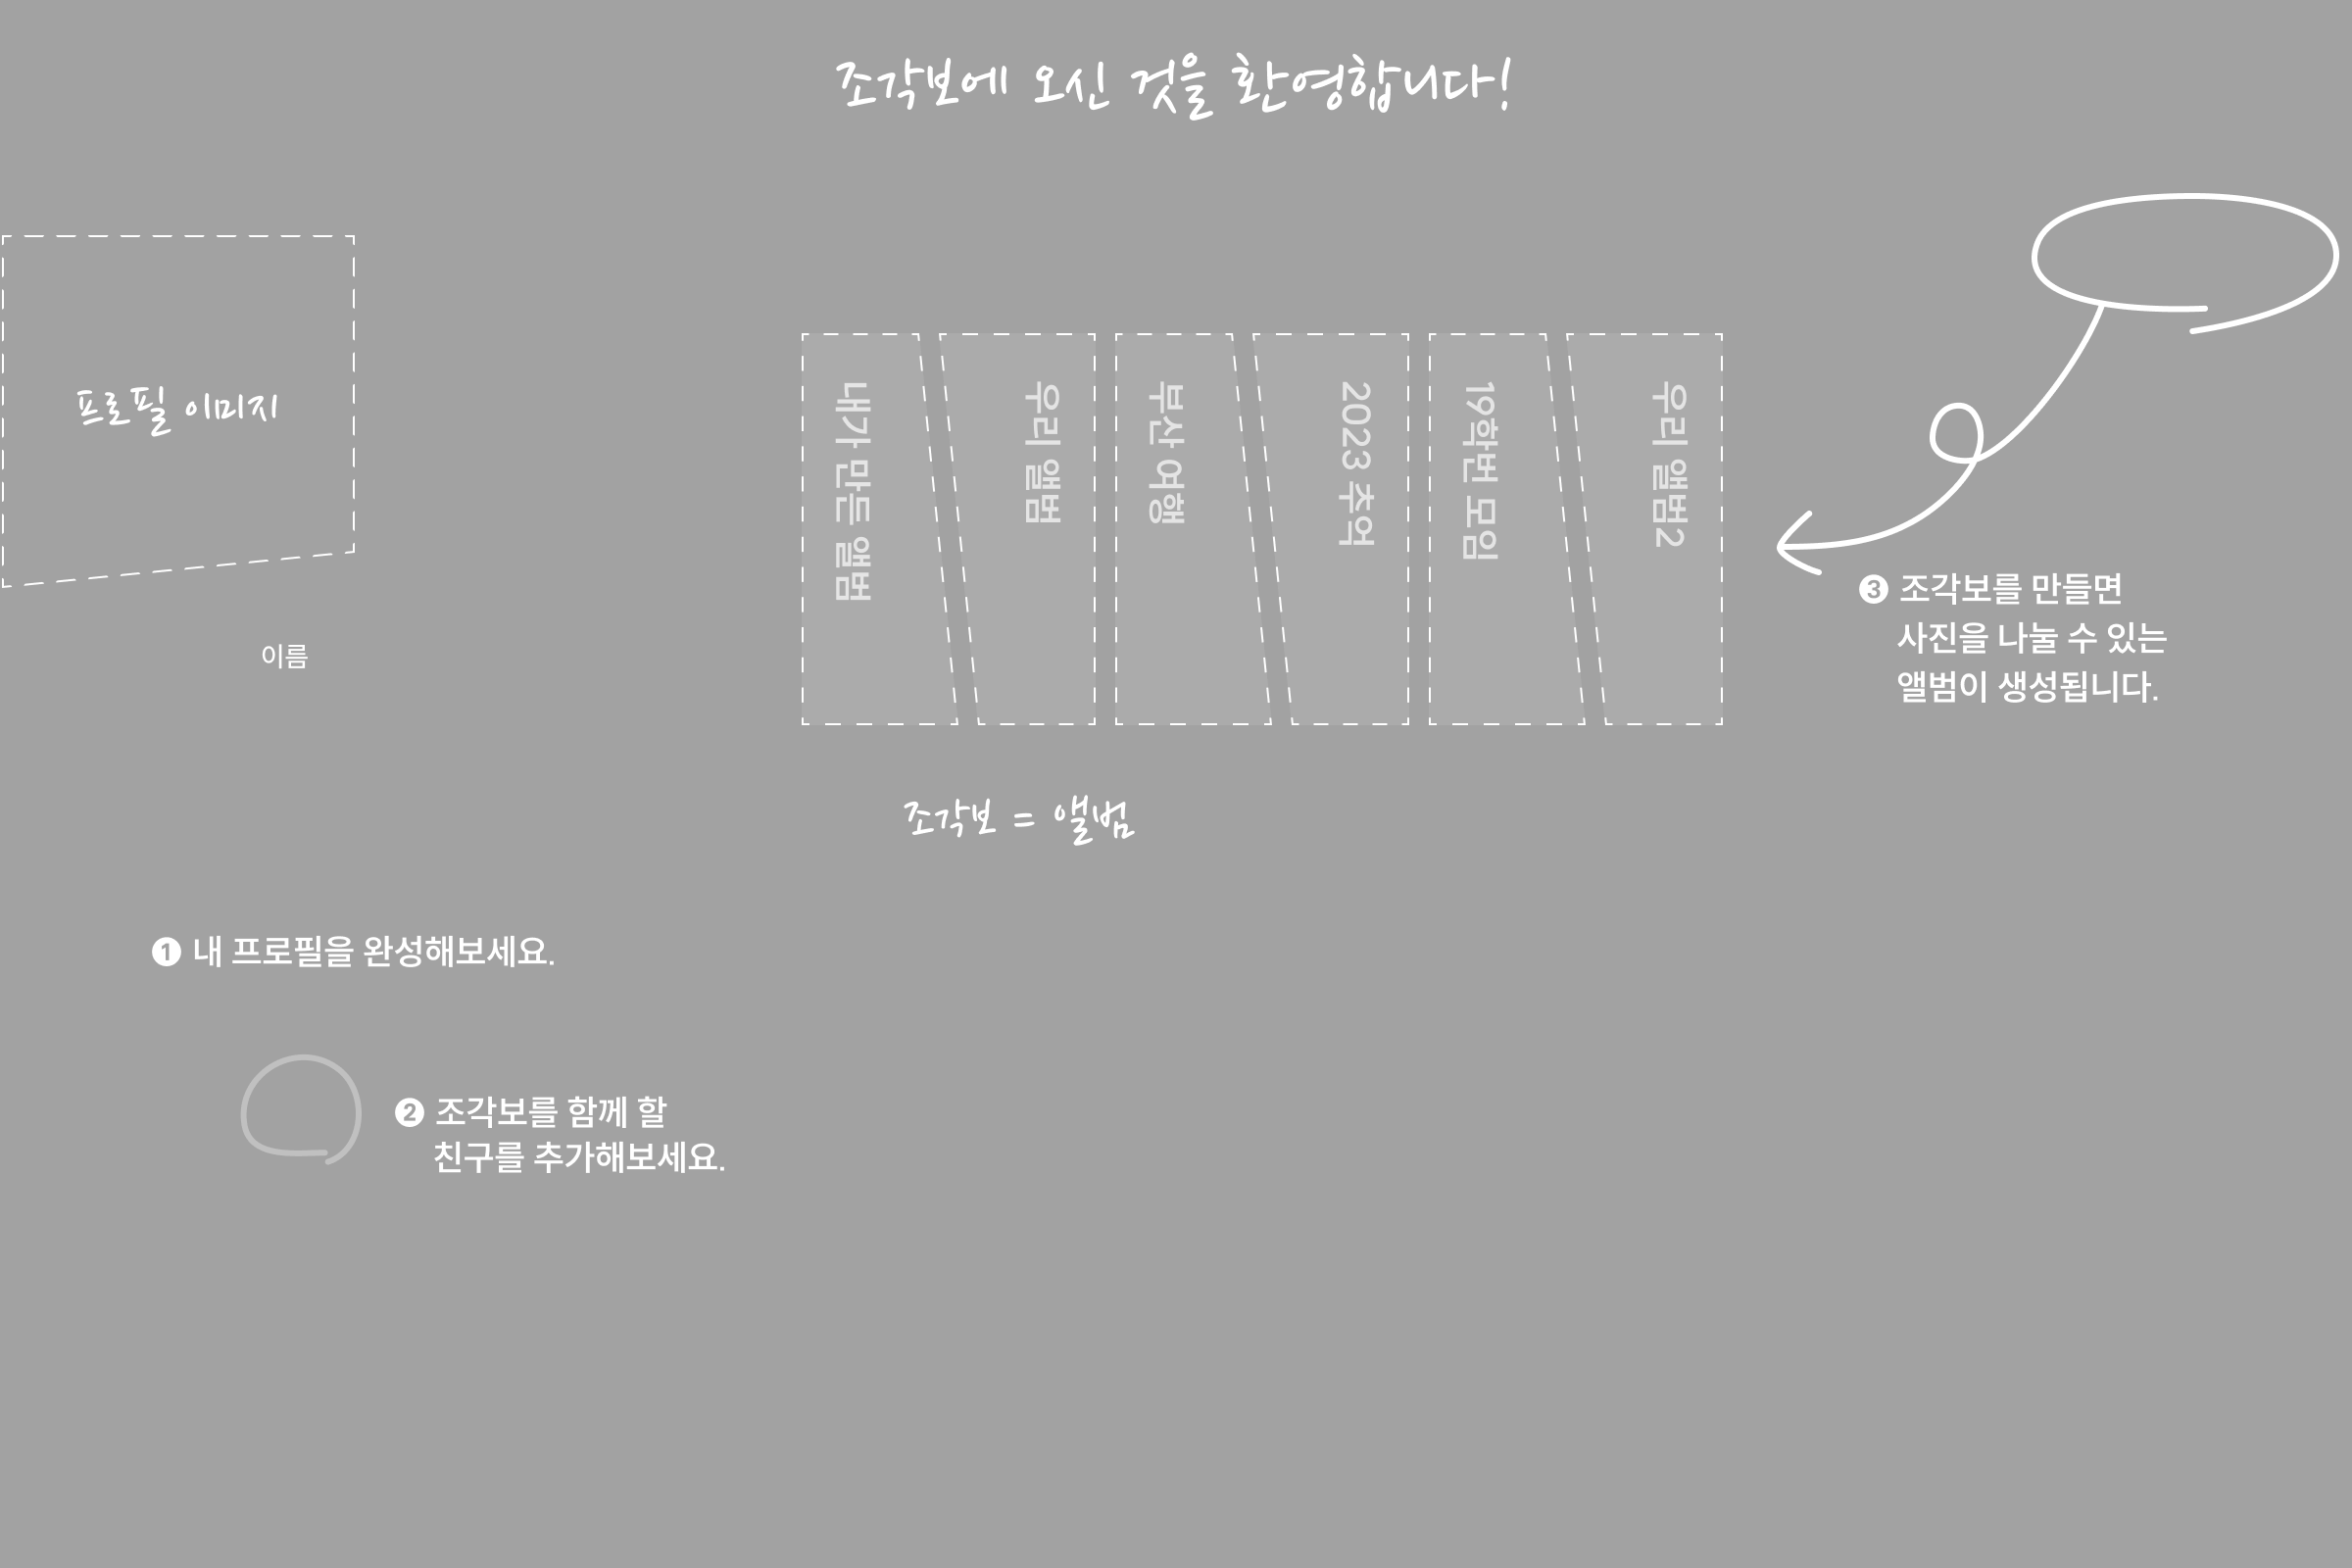 조각보에 오신 것을 환영합니다!
프로필 이미지
이름
내가 만든 앨범
우리 앨범
부산 여행
2023 추억
19학번 모임
우리 앨범 2
조각보 = 앨범
❶ 내 프로필을 완성해보세요.
❷ 조각보를 함께 할
친구를 추가해보세요.
❸ 조각보를 만들면
사진을 나눌 수 있는
앨범이 생성됩니다.